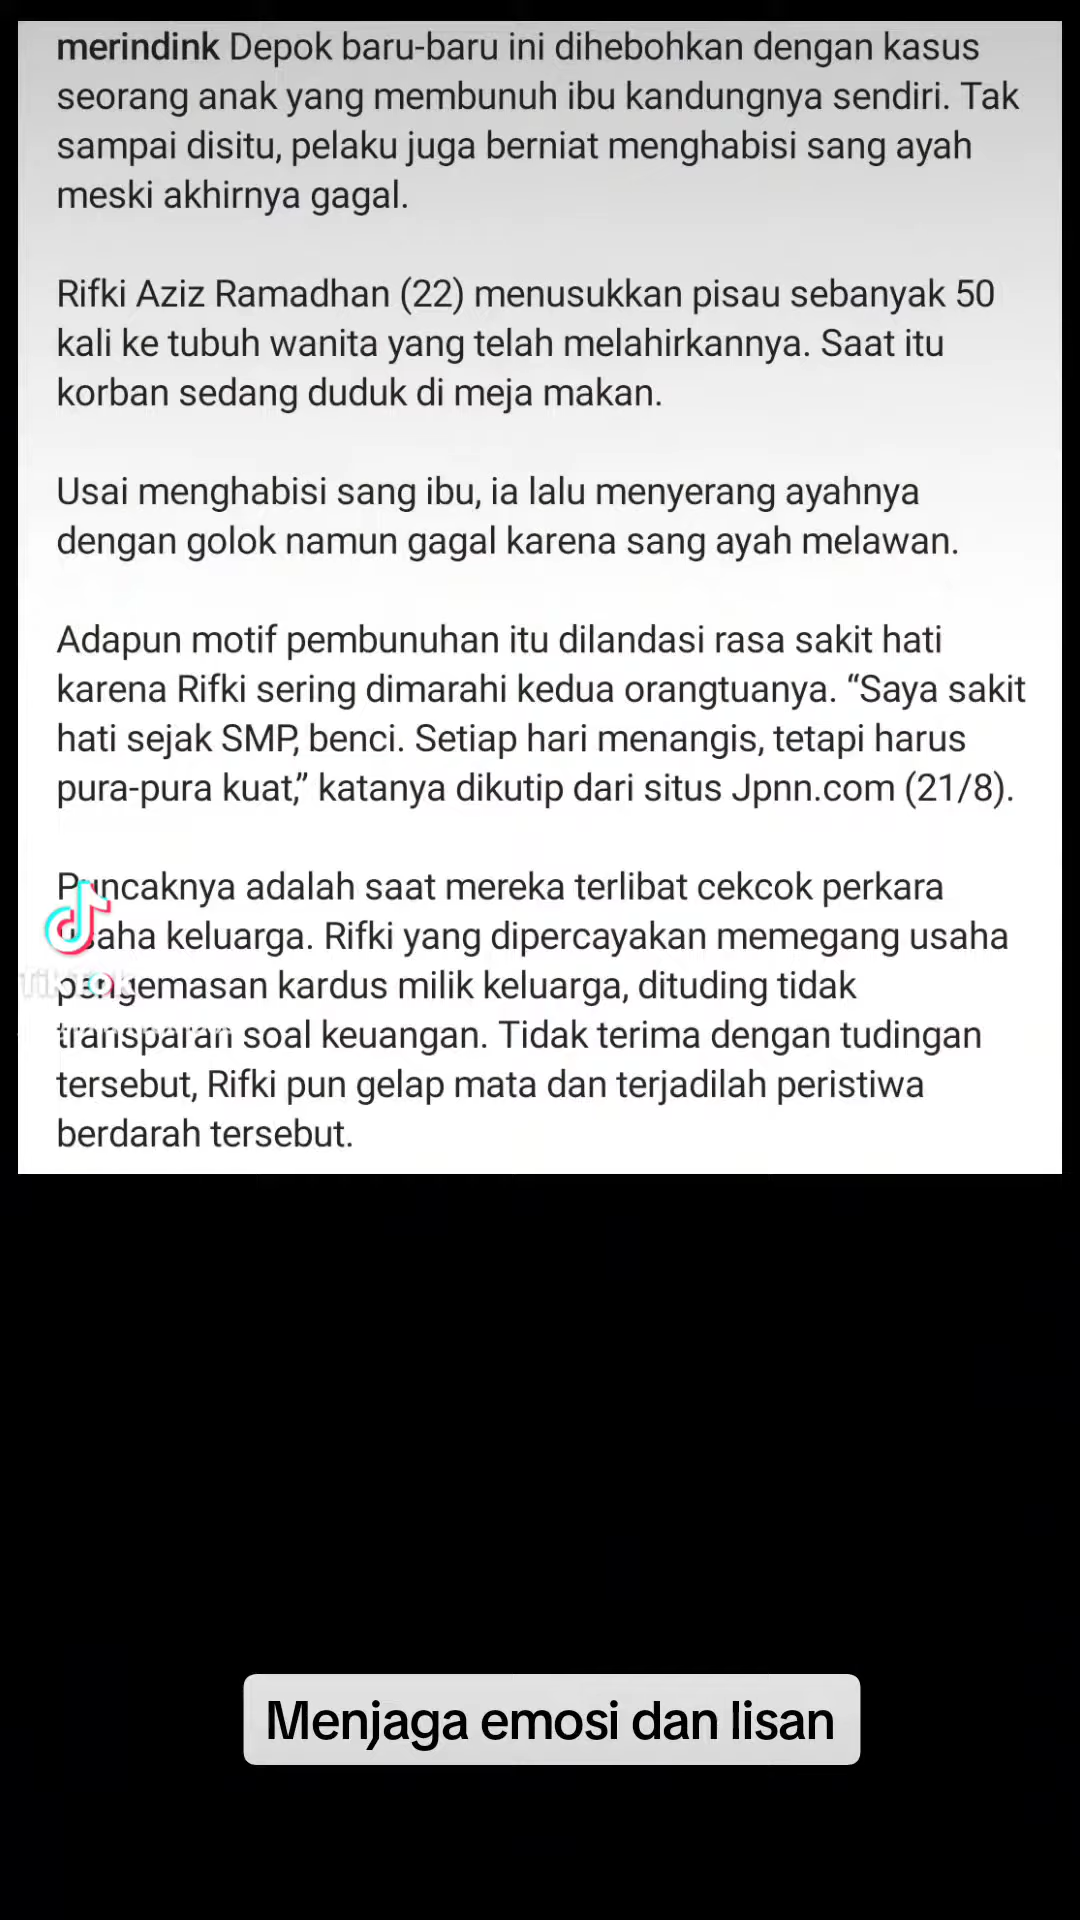 merindink Depok baru-baru ini dihebohkan dengan kasus
seorang anak yang membunuh ibu kandungnya sendiri. Tak
sampai disitu, pelaku juga berniat menghabisi sang ayah
meski akhirnya gagal.
Rifki Aziz Ramadhan (22) menusukkan pisau sebanyak 50
kali ke tubuh wanita yang telah melahirkannya. Saat itu
korban sedang duduk di meja makan.
Usai menghabisi sang ibu, ia lalu menyerang ayahnya
dengan golok namun gagal karena sang ayah melawan.
Adapun motif pembunuhan itu dilandasi rasa sakit hati
karena Rifki sering dimarahi kedua orangtuanya. “Saya sakit
hati sejak SMP, benci. Setiap hari menangis, tetapi harus
pura-pura kuat,” katanya dikutip dari situs Jpnn.com (21/8).
Puncaknya adalah saat mereka terlibat cekcok perkara
usaha keluarga. Rifki yang dipercayakan memegang usaha
pengemasan kardus milik keluarga, dituding tidak
transparan soal keuangan. Tidak terima dengan tudingan
tersebut, Rifki pun gelap mata dan terjadilah peristiwa
berdarah tersebut.
TikTok
Menjaga emosi dan lisan